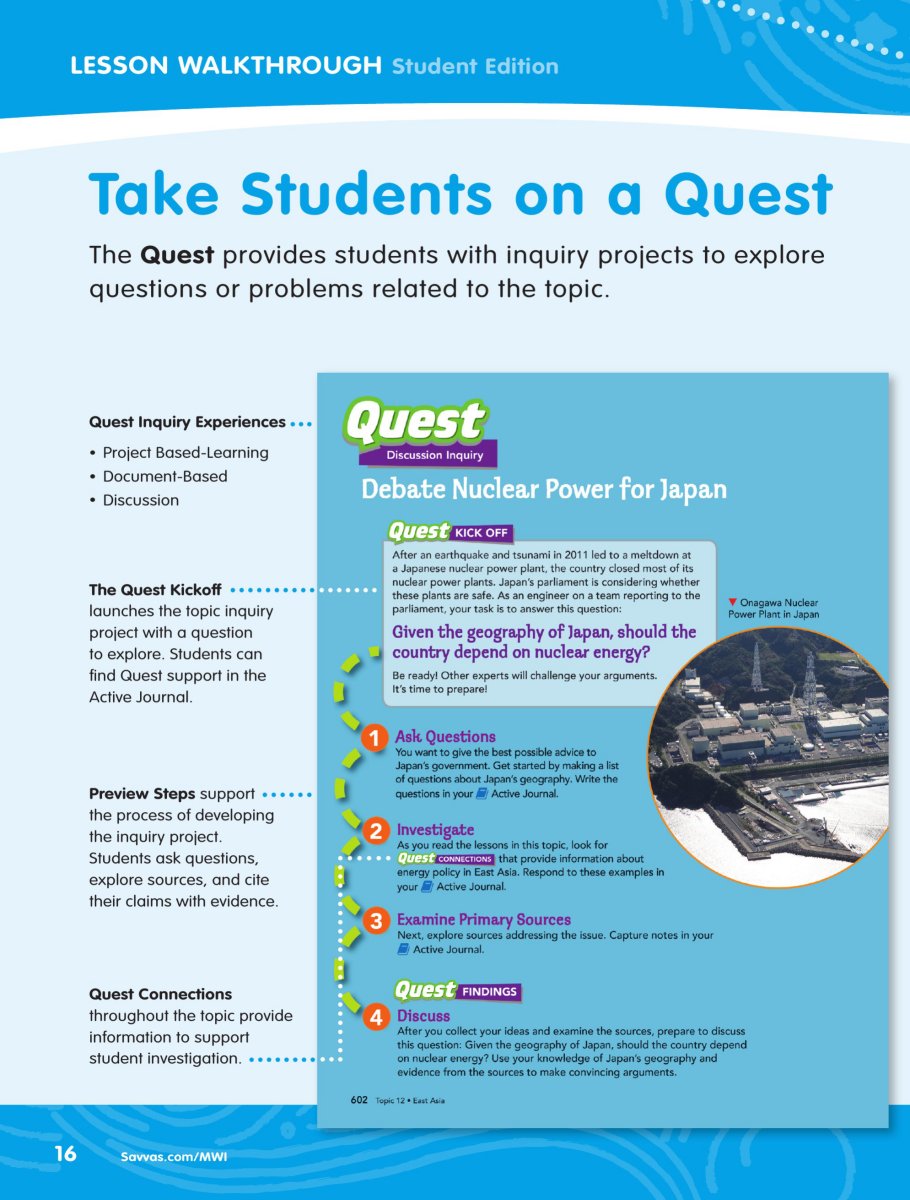 LESSON WALKTHROUGH Student Edition
Take Students on a Quest
The Quest provides students with inquiry projects to explore
questions or problems related to the topic.
Quest Inquiry Experiences
• Project Based-Learning
• Document-Based
• Discussion
The Quest Kickoff
launches the topic inquiry
project with a question
to explore. Students can
find Quest support in the
Active Journal.
Preview Steps support
the process of developing
the inquiry project.
Students ask questions,
explore sources, and cite
their claims with evidence.
Quest Connections
throughout the topic provide
information to support
student investigation.
Quest
Discussion Inquiry
Debate Nuclear Power for Japan
Quest KICK OFF
After an earthquake and tsunami in 2011 led to a meltdown at
a Japanese nuclear power plant, the country closed most of its
nuclear power plants. Japan's parliament is considering whether
these plants are safe. As an engineer on a team reporting to the
parliament, your task is to answer this question:
Given the geography of Japan, should the
country depend on nuclear energy?
Be ready! Other experts will challenge your arguments.
It's time to prepare!
▼ Onagawa Nuclear
Power Plant in Japan
1 Ask Questions
You want to give the best possible advice to
Japan's government. Get started by making a list
of questions about Japan's geography. Write the
questions in your Active Journal.
2 Investigate
As you read the lessons in this topic, look for
Quest CONNECTIONS that provide information about
energy policy in East Asia. Respond to these examples in
your Active Journal.
3 Examine Primary Sources
Next, explore sources addressing the issue. Capture notes in your
Active Journal.
Quest FINDINGS
4 Discuss
After you collect your ideas and examine the sources, prepare to discuss
this question: Given the geography of Japan, should the country depend
on nuclear energy? Use your knowledge of Japan's geography and
evidence from the sources to make convincing arguments.
602 Topic 12 • East Asia
16 Savvas.com/MWI